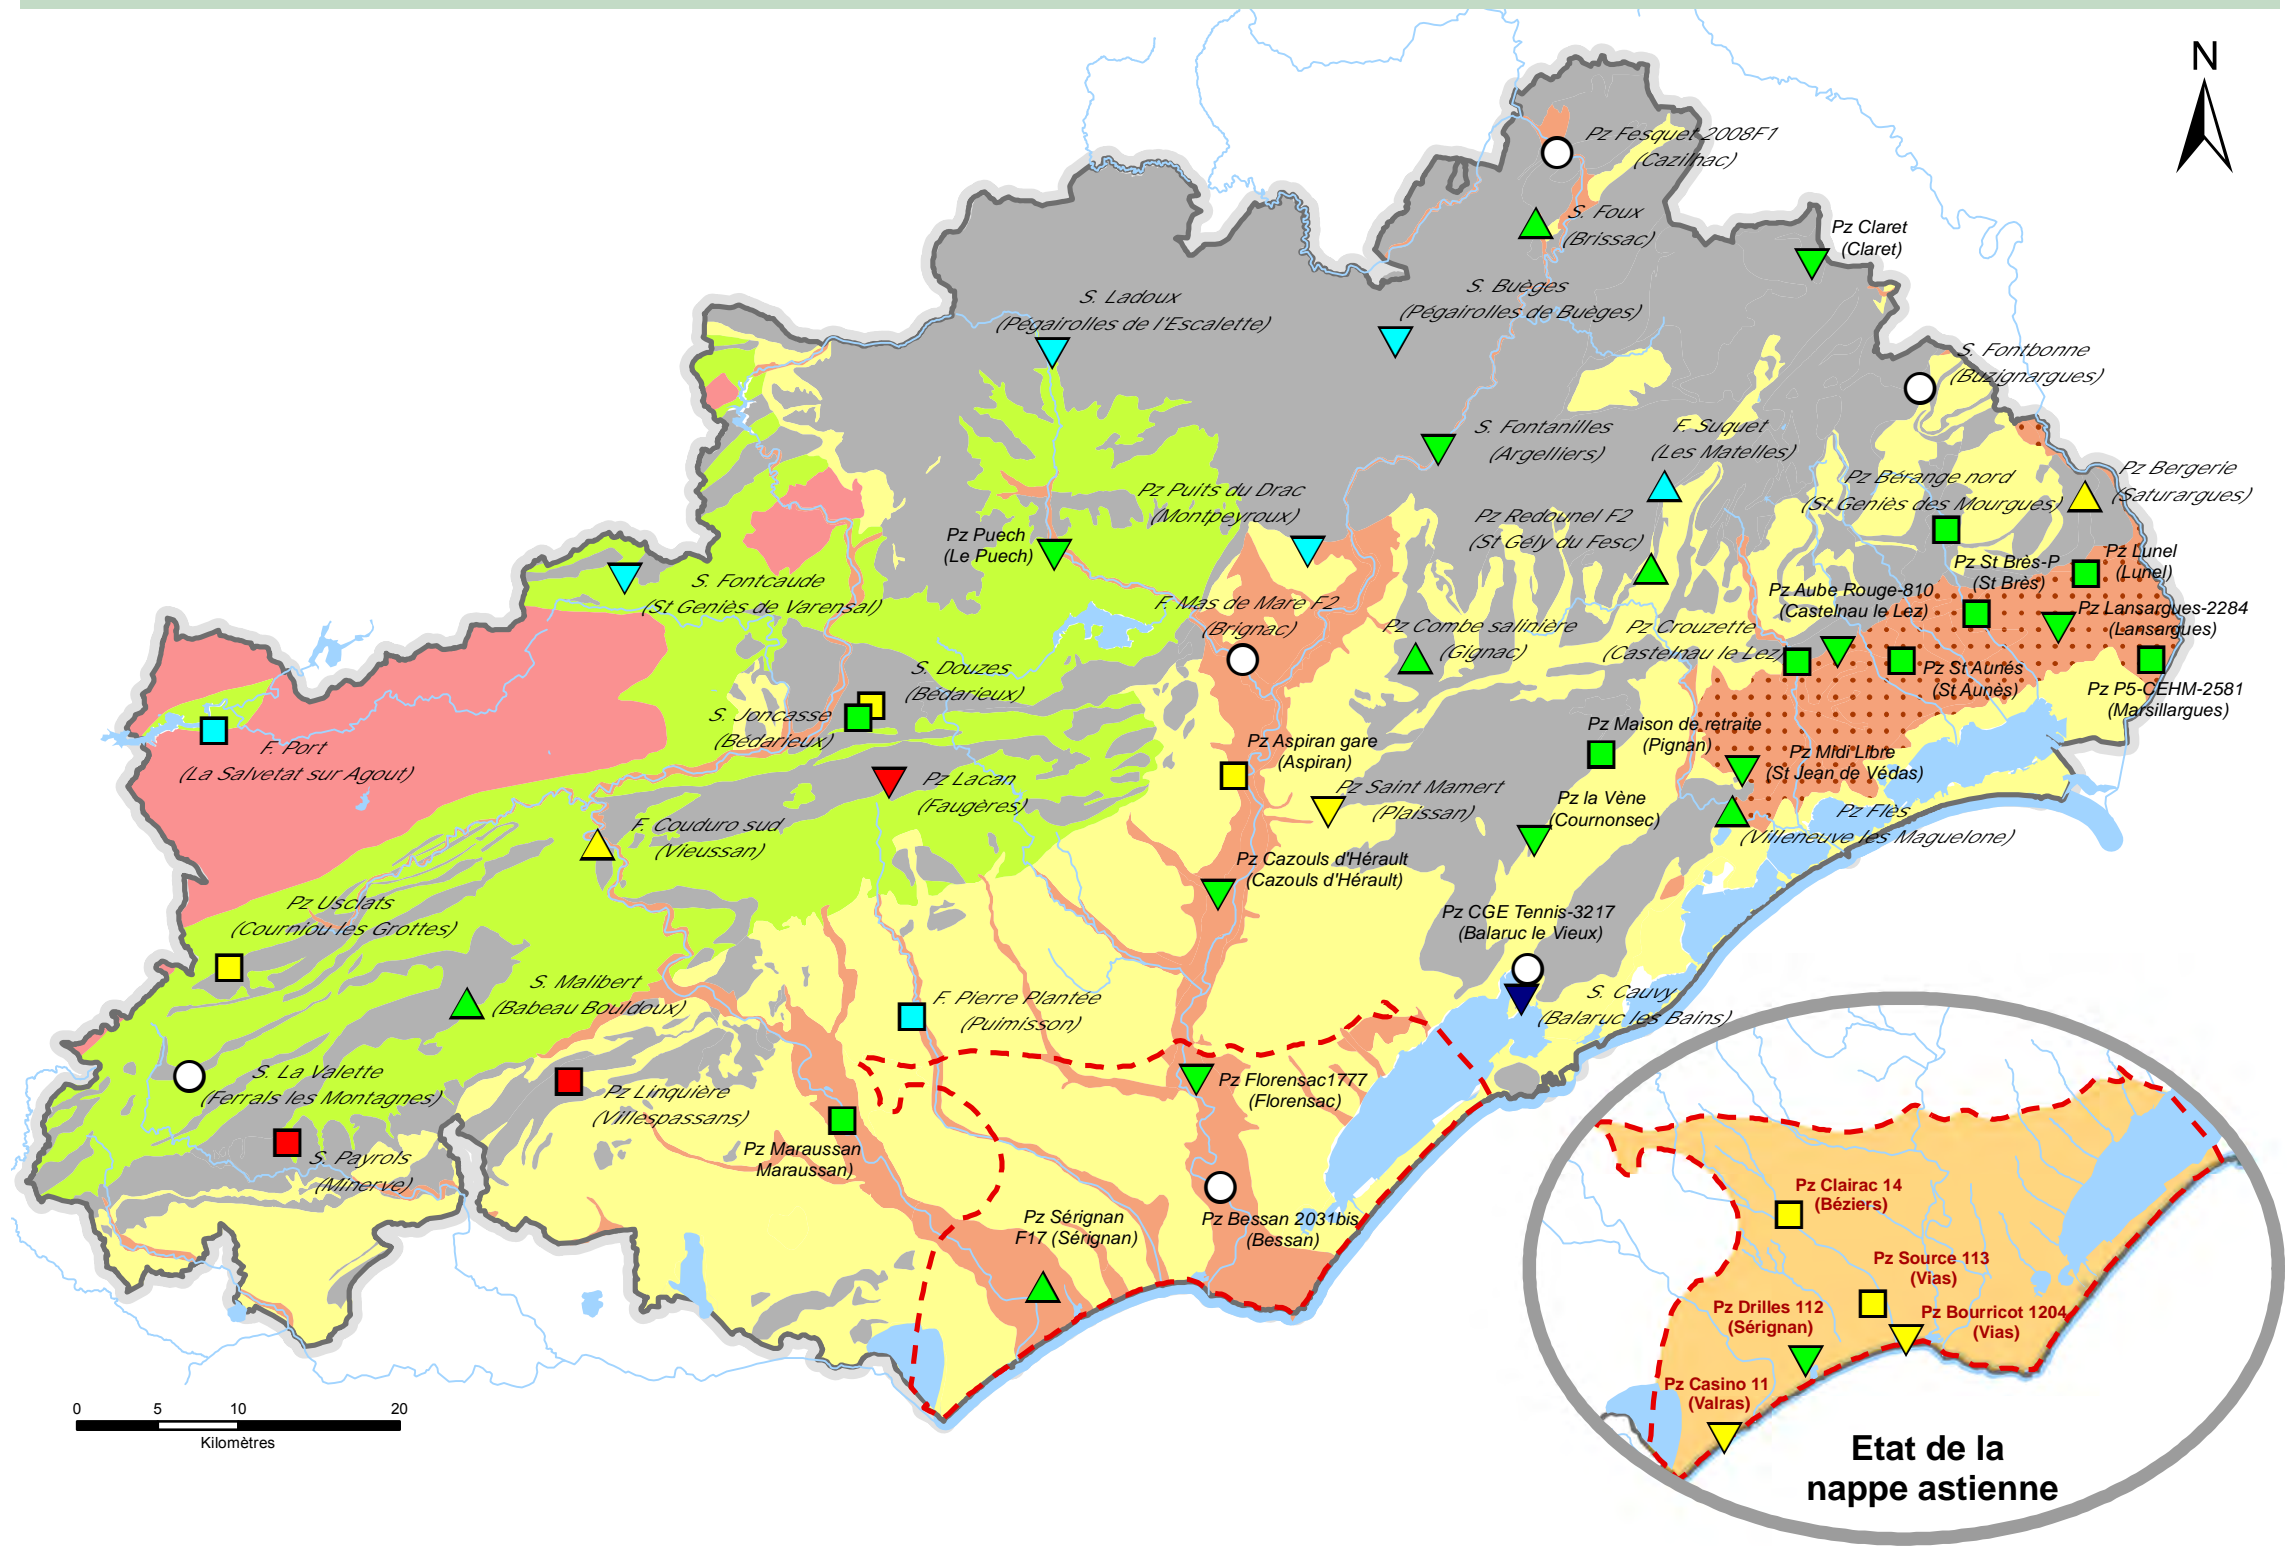 N
Pz Fesquet 2008F1
(Cazilhac)
S. Foux
(Brissac)
Pz Claret
(Claret)
S. Ladoux
(Pégairolles de l'Escalette)
S. Buèges
(Pégairolles de Buèges)
S. Fontbonne
(Buzignargues)
S. Fontanilles
(Argelliers)
F. Suquet
(Les Matelles)
Pz Bérange nord
(St Geniès des Mourgues)
Pz Bergerie
(Saturargues)
Pz Puits du Drac
(Montpeyroux)
Pz Redounel F2
(St Gély du Fesc)
Pz Puech
(Le Puech)
Pz St Brès-P
(St Brès)
Pz Lunel
(Lunel)
S. Fontcaude
(St Geniès de Varensal)
Pz Aube Rouge-810
(Castelnau le Lez)
Pz Lansargues-2284
(Lansargues)
F. Mas de Mare F2
(Brignac)
Pz Combe salinière
(Gignac)
Pz Crouzette
(Castelnau le Lez)
S. Douzes
(Bédarieux)
Pz St Aunés
(St Aunès)
Pz P5-CEHM-2581
(Marsillargues)
S. Joncasse
(Bédarieux)
Pz Maison de retraite
(Pignan)
F. Port
(La Salvetat sur Agout)
Pz Aspiran gare
(Aspiran)
Pz Midi Libre
(St Jean de Védas)
Pz Lacan
(Faugères)
Pz Saint Mamert
(Plaissan)
Pz la Vène
(Cournonsec)
Pz Flès
(Villeneuve les Maguelone)
F. Couduro sud
(Vieussan)
Pz Cazouls d'Hérault
(Cazouls d'Hérault)
Pz Usclats
(Courniou les Grottes)
Pz CGE Tennis-3217
(Balaruc le Vieux)
S. Malibert
(Babeau Bouldoux)
F. Pierre Plantée
(Puimisson)
S. Cauvy
(Balaruc les Bains)
S. La Valette
(Ferrals les Montagnes)
Pz Linquière
(Villespassans)
Pz Florensac1777
(Florensac)
Pz Maraussan
Maraussan)
S. Payrols
(Minerve)
Pz Sérignan
F17 (Sérignan)
Pz Bessan 2031bis
(Bessan)
Pz Clairac 14
(Béziers)
Pz Source 113
(Vias)
Pz Drilles 112
(Sérignan)
Pz Bourricot 1204
(Vias)
Pz Casino 11
(Valras)
0 5 10 20
Kilomètres
Etat de la
nappe astienne